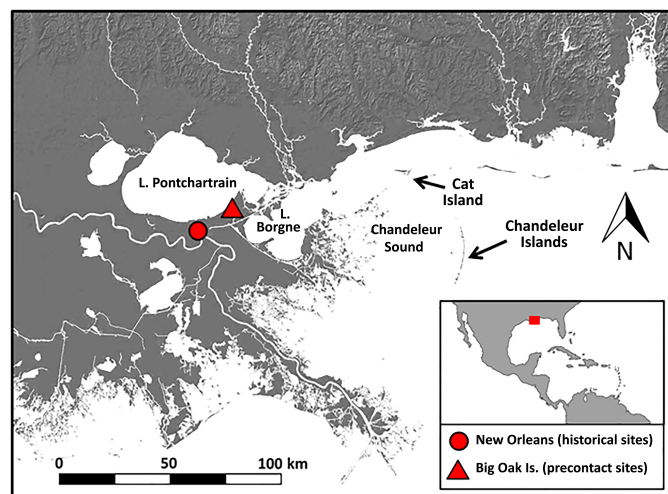 L. Pontchartrain
L.
Borgne
Cat
Island
Chandeleur
Sound
Chandeleur
Islands
N
New Orleans (historical sites)
Big Oak Is. (precontact sites)
0 50 100 km